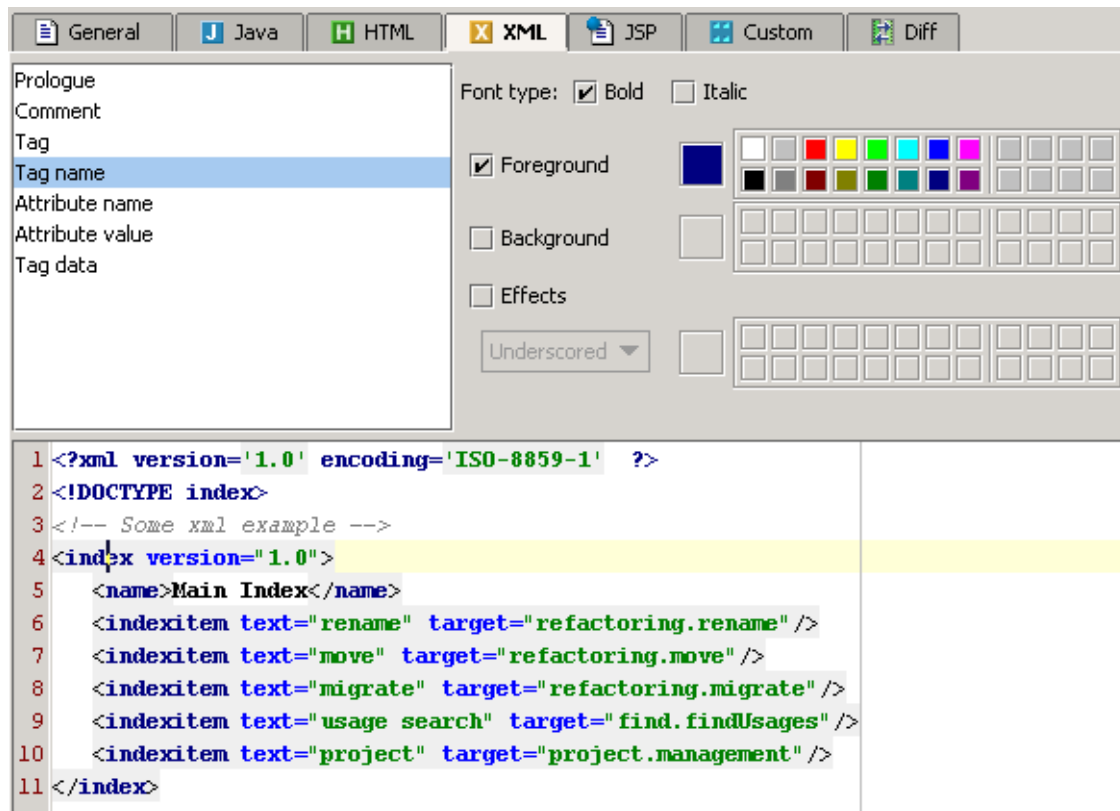 General Java HTML XML JSP Custom Diff
Prologue
Comment
Tag
Tag name
Attribute name
Attribute value
Tag data
Font type: Bold Italic
Foreground
Background
Effects
Underscored
1 <?xml version='1.0' encoding='ISO-8859-1'  ?>
2 <!DOCTYPE index>
3 <!-- Some xml example -->
4 <index version="1.0">
5    <name>Main Index</name>
6    <indexitem text="rename" target="refactoring.rename"/>
7    <indexitem text="move" target="refactoring.move"/>
8    <indexitem text="migrate" target="refactoring.migrate"/>
9    <indexitem text="usage search" target="find.findUsages"/>
10    <indexitem text="project" target="project.management"/>
11 </index>